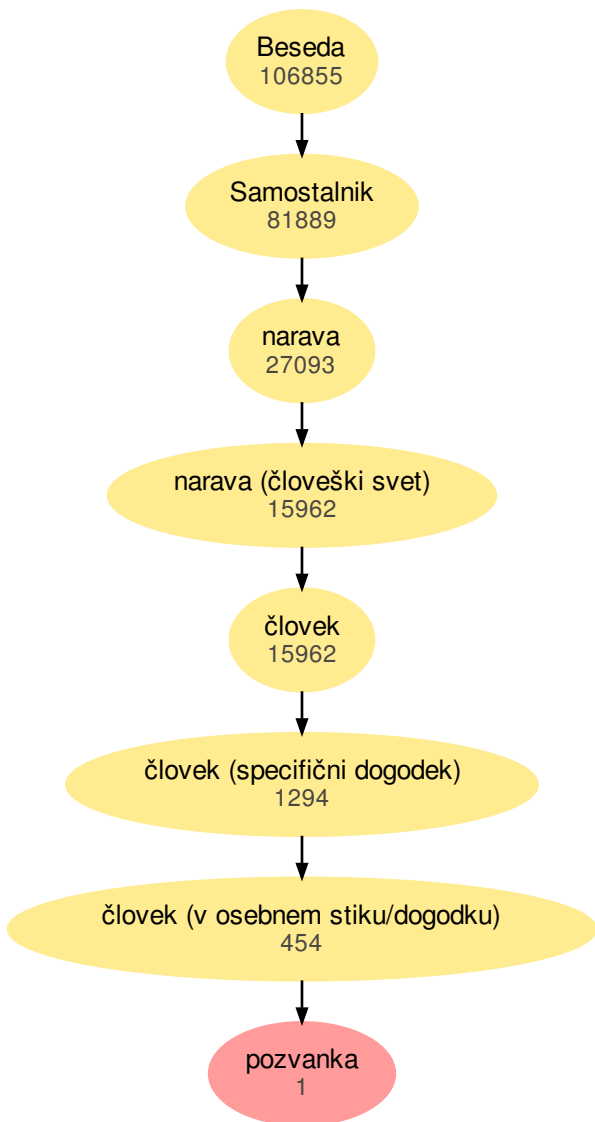 Beseda
106855
Samostalnik
81889
narava
27093
narava (človeški svet)
15962
človek
15962
človek (specifični dogodek)
1294
človek (v osebnem stiku/dogodku)
454
pozvanka
1